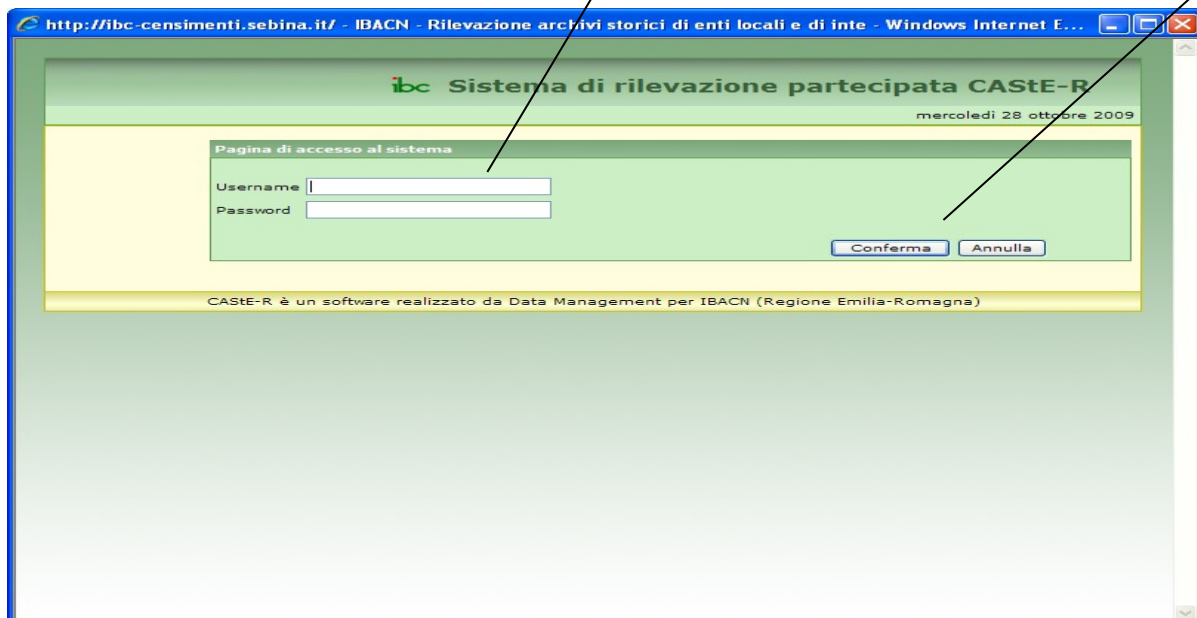 http://ibc-censimenti.sebina.it/ - IBACN - Rilevazione archivi storici di enti locali e di inte - Windows Internet E...
ibc Sistema di rilevazione partecipata CAStE-R
mercoledì 28 ottobre 2009
Pagina di accesso al sistema
Username
Password
Conferma Annulla
CAStE-R è un software realizzato da Data Management per IBACN (Regione Emilia-Romagna)